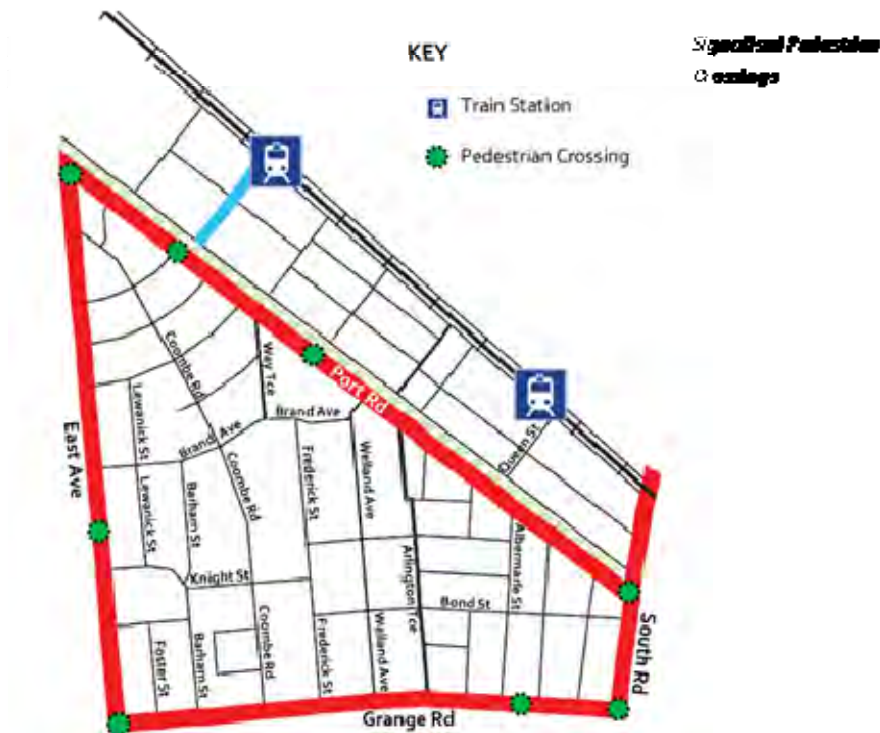 KEY
Train Station
Pedestrian Crossing
Port Rd
Way Tce
Coombe Rd
Brand Ave
Brand Ave
Queen St
East Ave
Lewanick St
Lewanick St
Barham St
Coombe Rd
Frederick St
Welland Ave
Arlington Tce
Albermarle St
Knight St
Bond St
Foster St
Barham St
Coombe Rd
Frederick St
Walland Ave
South Rd
Grange Rd